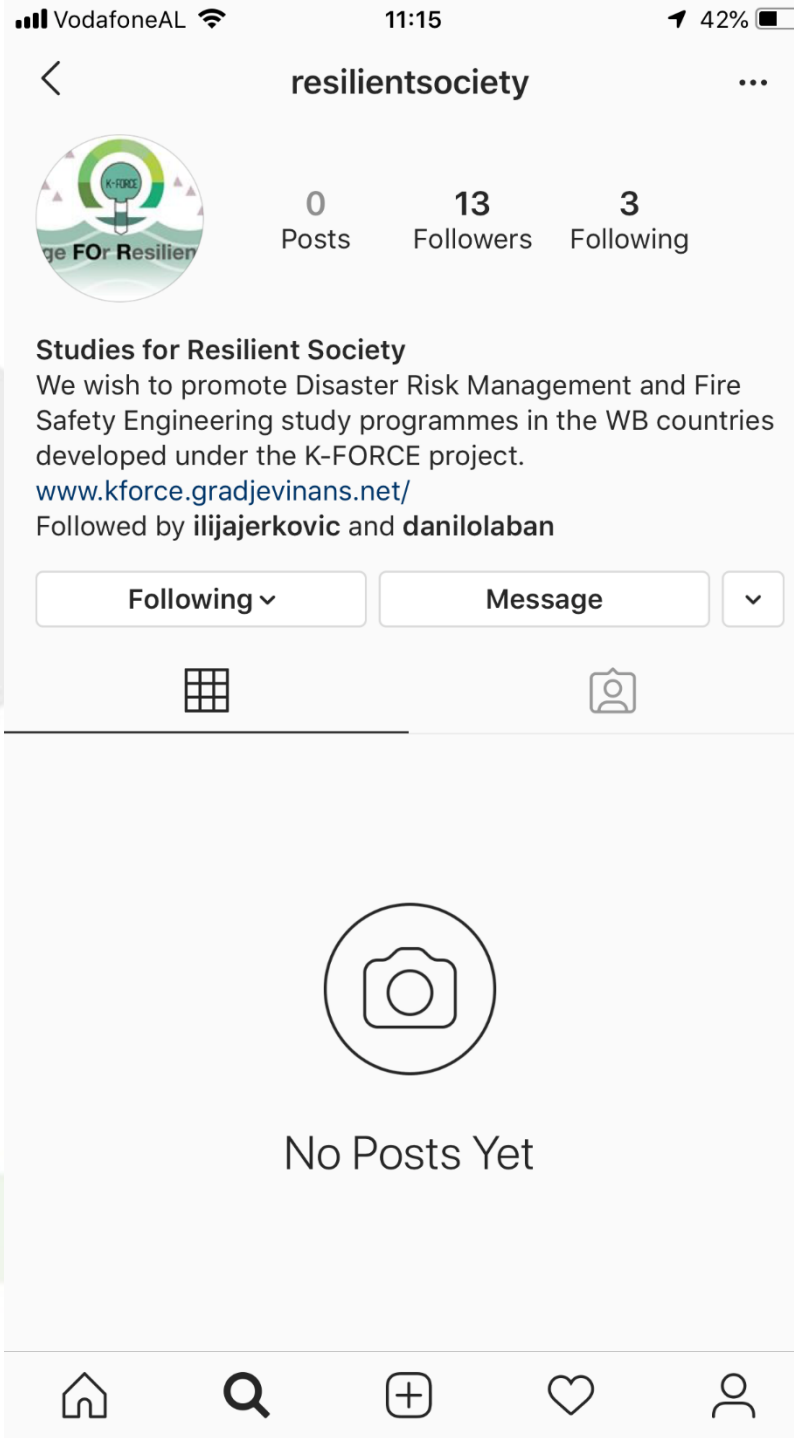 VodafoneAL 11:15 42%
resilientsociety
K-FORCE
ge FOr Resilien
0 13 3
Posts Followers Following
Studies for Resilient Society
We wish to promote Disaster Risk Management and Fire
Safety Engineering study programmes in the WB countries
developed under the K-FORCE project.
www.kforce.gradjevinans.net/
Followed by ilijajerkovic and danilolaban
Following Message
No Posts Yet